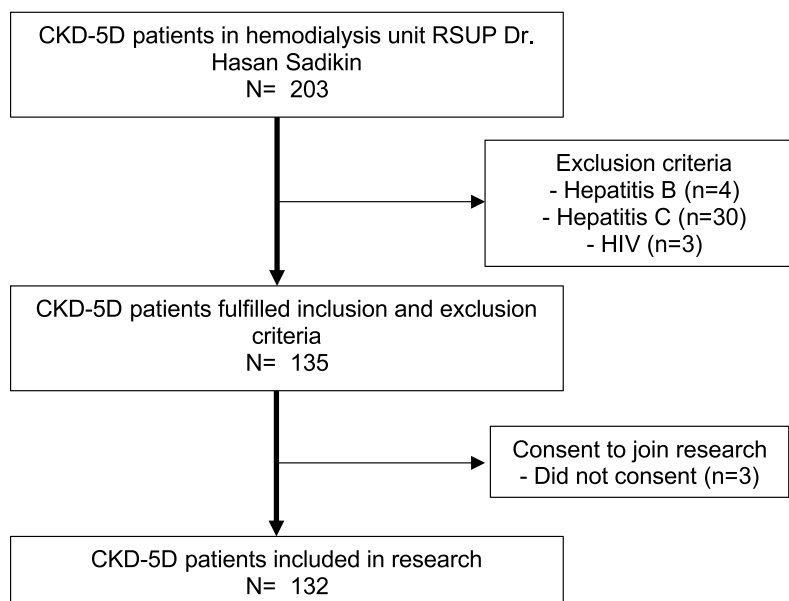 CKD-5D patients in hemodialysis unit RSUP Dr.
Hasan Sadikin
N= 203
Exclusion criteria
- Hepatitis B (n=4)
- Hepatitis C (n=30)
- HIV (n=3)
CKD-5D patients fulfilled inclusion and exclusion
criteria
N= 135
Consent to join research
- Did not consent (n=3)
CKD-5D patients included in research
N= 132